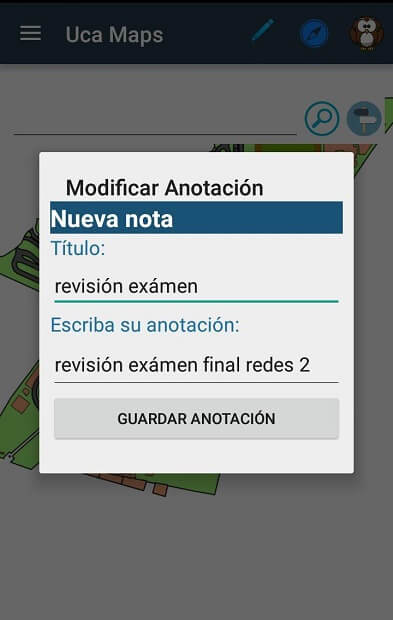 Uca Maps
Modificar Anotación
Nueva nota
Título:
revisión exámen
Escriba su anotación:
revisión exámen final redes 2
GUARDAR ANOTACIÓN